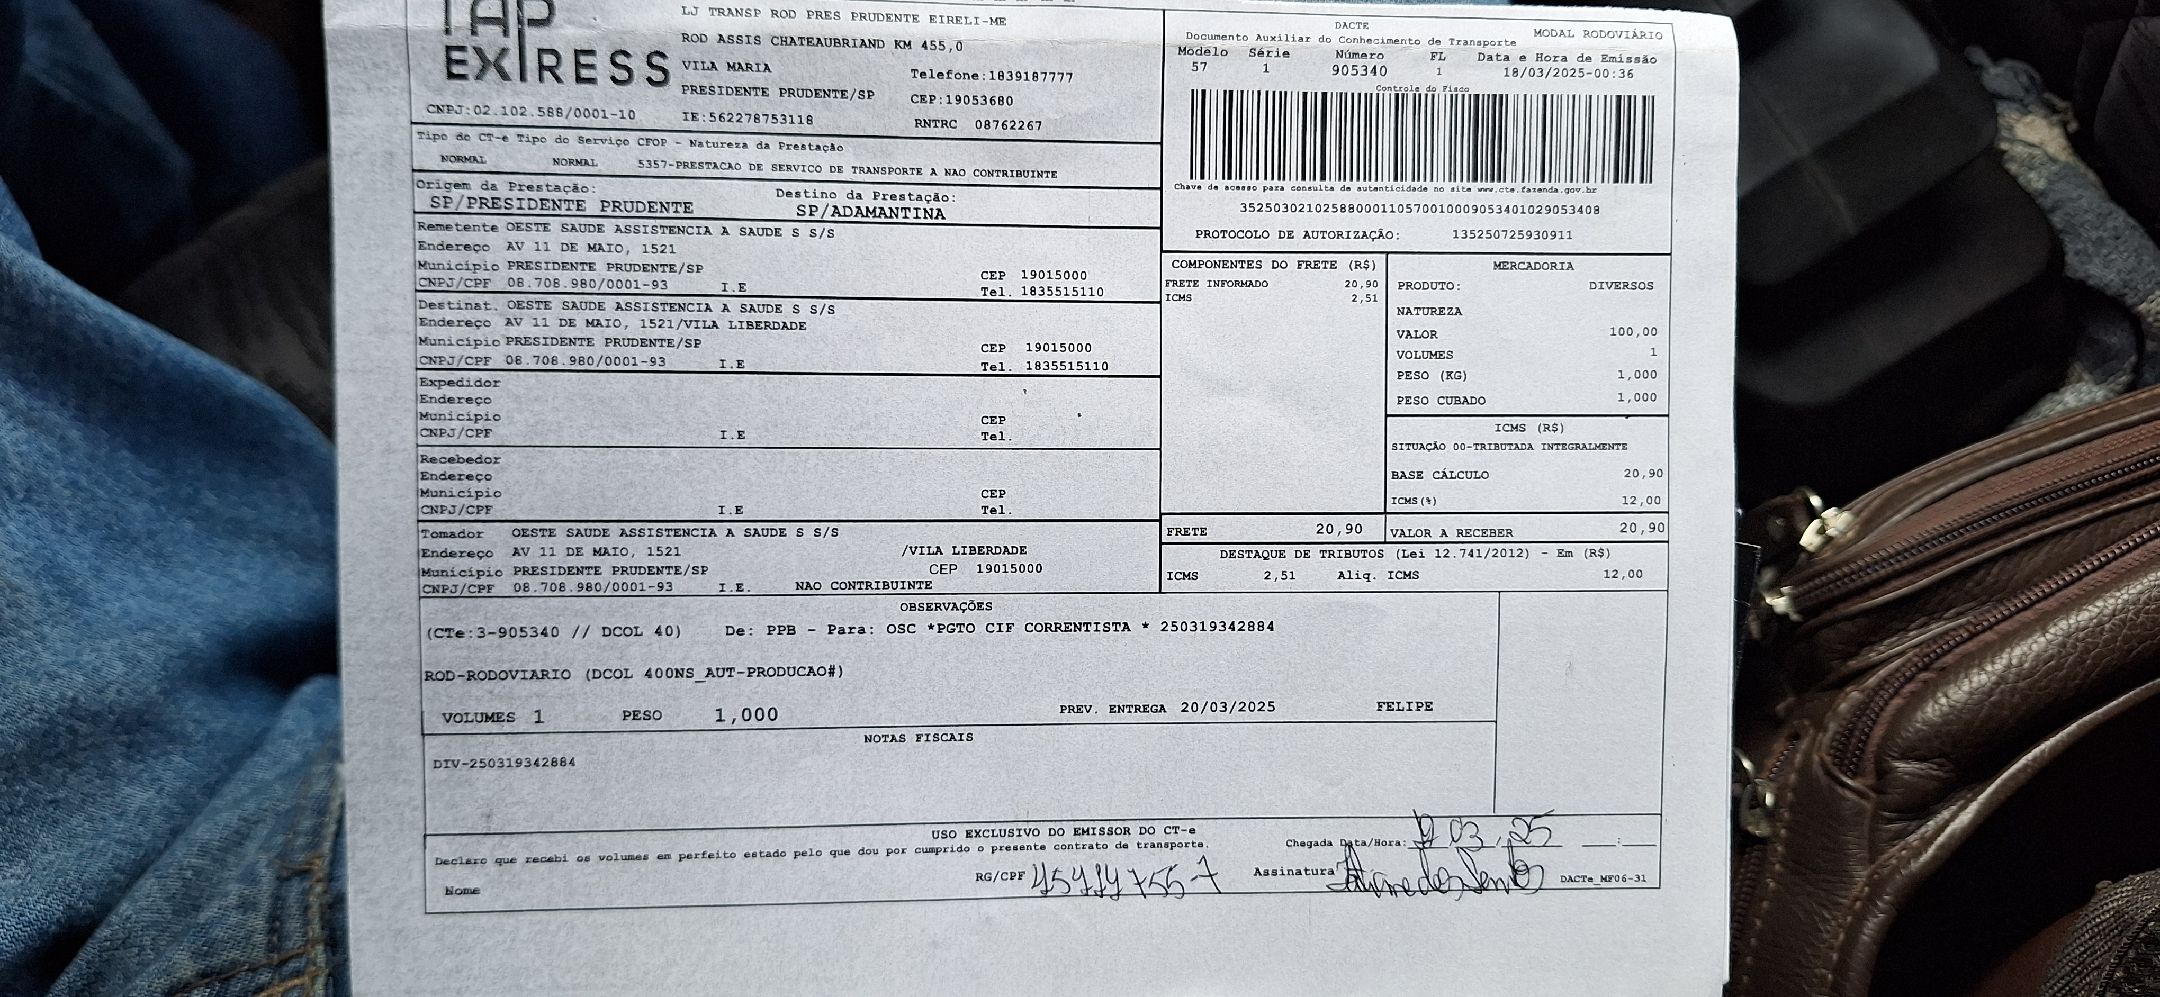 TAP
EXPRESS
CNPJ:02.102.588/0001-10
LJ TRANSP ROD PRES PRUDENTE EIRELI-ME
ROD ASSIS CHATEAUBRIAND KM 455,0
VILA MARIA
Telefone:1839187777
PRESIDENTE PRUDENTE/SP
CEP:19053680
IE:562278753118
RNTRC 08762267
DACTE
Documento Auxiliar do Conhecimento de Transporte
MODAL RODOVIÁRIO
Modelo Série Número FL Data e Hora de Emissão
57 1 905340 1 18/03/2025-00:36
Controle do Fisco
Chave de acesso para consulta de autenticidade no site www.cte.fazenda.gov.br
35250302102588000110570010009053401029053408
PROTOCOLO DE AUTORIZAÇÃO: 135250725930911
Tipo do CT-e Tipo do Serviço CFOP - Natureza da Prestação
NORMAL NORMAL 5357-PRESTACAO DE SERVICO DE TRANSPORTE A NAO CONTRIBUINTE
Origem da Prestação: Destino da Prestação:
SP/PRESIDENTE PRUDENTE SP/ADAMANTINA
Remetente OESTE SAUDE ASSISTENCIA A SAUDE S S/S
Endereço AV 11 DE MAIO, 1521
Município PRESIDENTE PRUDENTE/SP CEP 19015000
CNPJ/CPF 08.708.980/0001-93 I.E Tel. 1835515110
Destinat. OESTE SAUDE ASSISTENCIA A SAUDE S S/S
Endereço AV 11 DE MAIO, 1521/VILA LIBERDADE
Município PRESIDENTE PRUDENTE/SP CEP 19015000
CNPJ/CPF 08.708.980/0001-93 I.E Tel. 1835515110
Expedidor
Endereço
Município CEP
CNPJ/CPF I.E Tel.
Recebedor
Endereço
Município CEP
CNPJ/CPF I.E Tel.
Tomador OESTE SAUDE ASSISTENCIA A SAUDE S S/S
Endereço AV 11 DE MAIO, 1521 /VILA LIBERDADE
Município PRESIDENTE PRUDENTE/SP CEP 19015000
CNPJ/CPF 08.708.980/0001-93 I.E. NAO CONTRIBUINTE
COMPONENTES DO FRETE (R$)
FRETE INFORMADO 20,90
ICMS 2,51
MERCADORIA
PRODUTO: DIVERSOS
NATUREZA
VALOR 100,00
VOLUMES 1
PESO (KG) 1,000
PESO CUBADO 1,000
ICMS (R$)
SITUAÇÃO 00-TRIBUTADA INTEGRALMENTE
BASE CÁLCULO 20,90
ICMS(%) 12,00
FRETE 20,90 VALOR A RECEBER 20,90
DESTAQUE DE TRIBUTOS (Lei 12.741/2012) - Em (R$)
ICMS 2,51 Aliq. ICMS 12,00
OBSERVAÇÕES
(CTe:3-905340 // DCOL 40) De: PPB - Para: OSC *PGTO CIF CORRENTISTA * 250319342884
ROD-RODOVIARIO (DCOL 400NS_AUT-PRODUCAO#)
VOLUMES 1 PESO 1,000 PREV. ENTREGA 20/03/2025 FELIPE
NOTAS FISCAIS
DIV-250319342884
USO EXCLUSIVO DO EMISSOR DO CT-e
Declaro que recebi os volumes em perfeito estado pelo que dou por cumprido o presente contrato de transporte.
Chegada Data/Hora: 03 25 :
Nome RG/CPF Assinatura DACTe_MF06-31